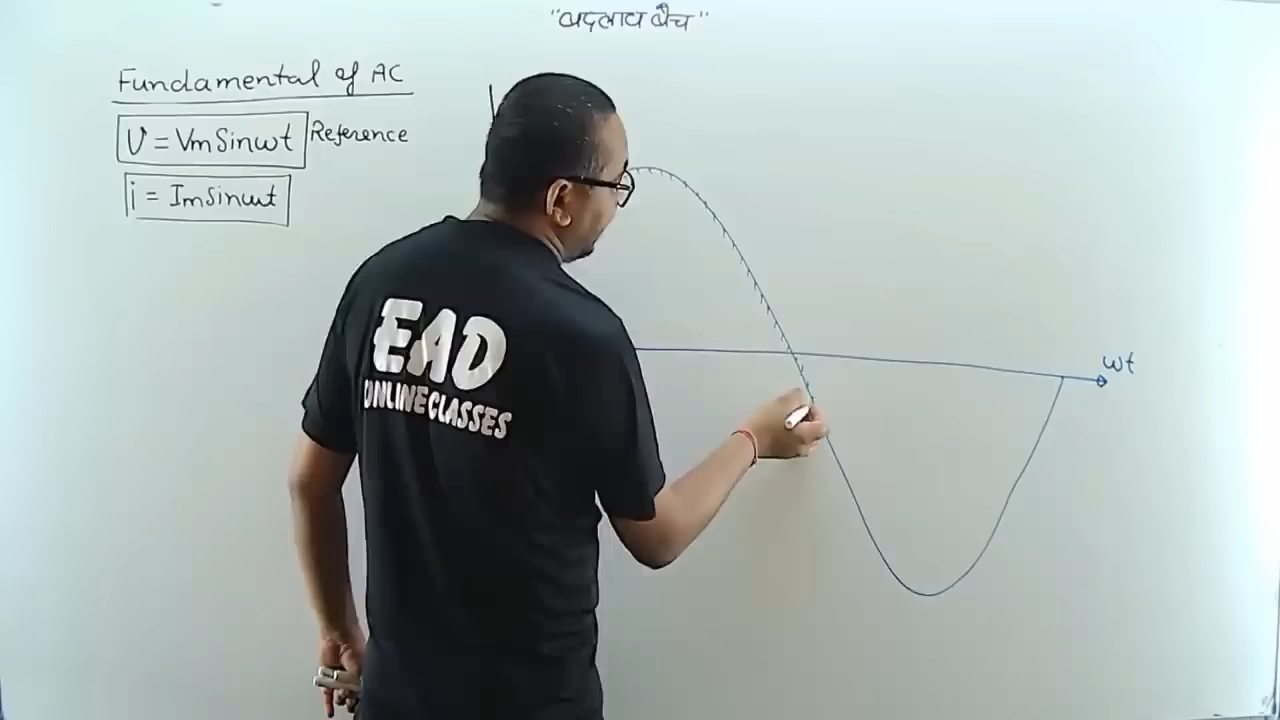 "बदलाव बैच"
Fundamental of AC
V = VmSinωt Reference
i = ImSinωt
ωt
EAD
ONLINE CLASSES